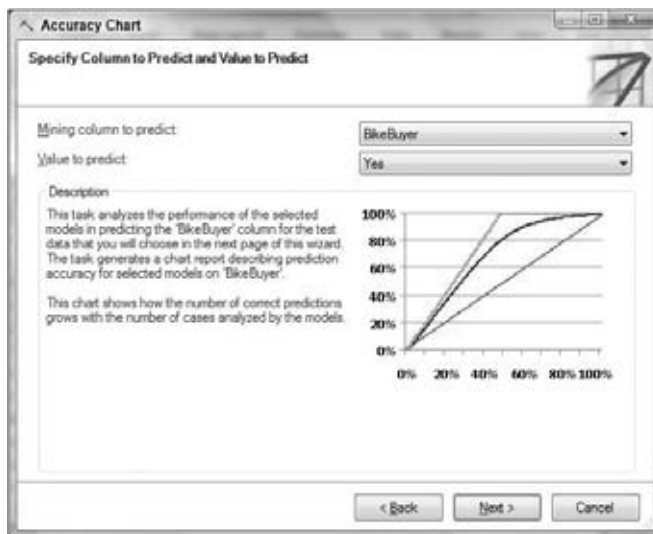 Accuracy Chart
Specify Column to Predict and Value to Predict
Mining column to predict:
BikeBuyer
Value to predict:
Yes
Description
This task analyzes the performance of the selected
models in predicting the 'BikeBuyer' column for the test
data that you will choose in the next page of this wizard.
The task generates a chart report describing prediction
accuracy for selected models on 'BikeBuyer'.
This chart shows how the number of correct predictions
grows with the number of cases analyzed by the models.
100%
80%
60%
40%
20%
0%
0% 20% 40% 60% 80% 100%
< Back
Next >
Cancel